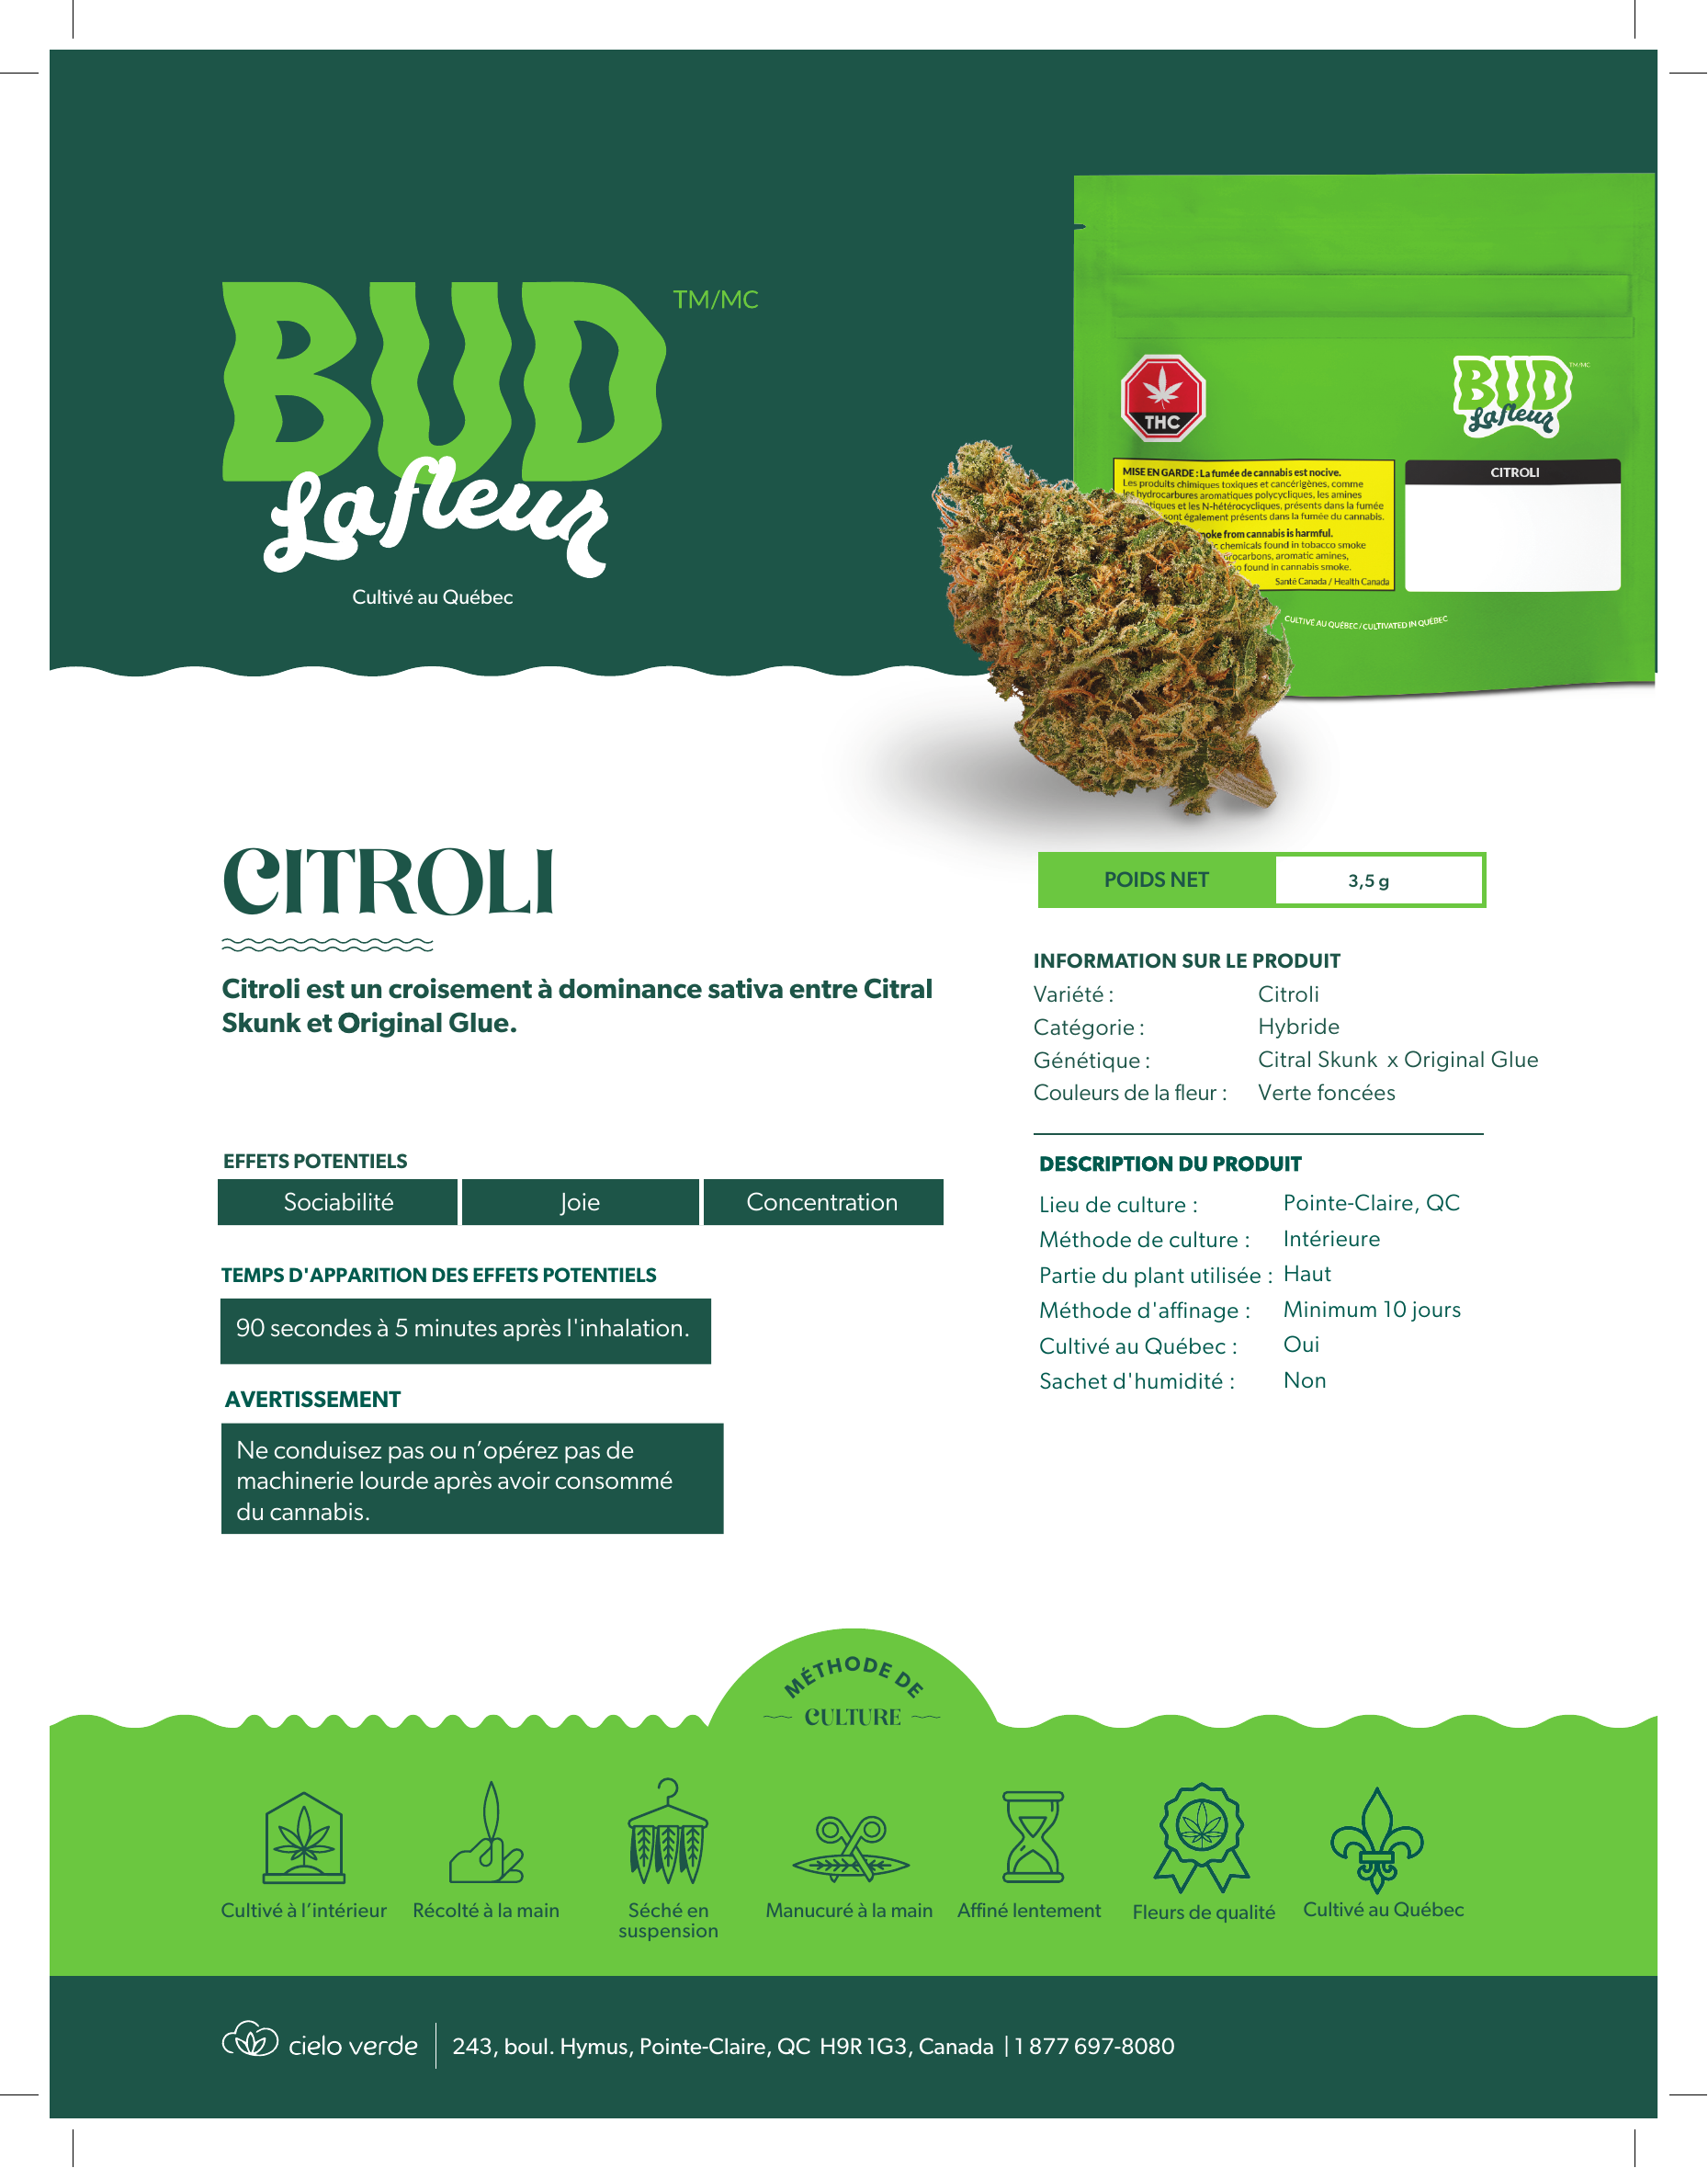 BUD
TM/MC
Lafleur
Cultivé au Québec
THC
BUD
TM/MC
Lafleur
MISE EN GARDE : La fumée de cannabis est nocive.
Les produits chimiques toxiques et cancérigènes, comme
les hydrocarbures aromatiques polycycliques, les amines
tiques et les N-hétérocycliques, présents dans la fumée
sont également présents dans la fumée du cannabis.
oke from cannabis is harmful.
chemicals found in tobacco smoke
drocarbons, aromatic amines,
found in cannabis smoke.
Santé Canada / Health Canada
CITROLI
CULTIVÉ AU QUÉBEC / CULTIVATED IN QUÉBEC
CITROLI
Citroli est un croisement à dominance sativa entre Citral
Skunk et Original Glue.
EFFETS POTENTIELS
Sociabilité Joie Concentration
TEMPS D'APPARITION DES EFFETS POTENTIELS
90 secondes à 5 minutes après l'inhalation.
AVERTISSEMENT
Ne conduisez pas ou n’opérez pas de
machinerie lourde après avoir consommé
du cannabis.
POIDS NET 3,5 g
INFORMATION SUR LE PRODUIT
Variété : Citroli
Catégorie : Hybride
Génétique : Citral Skunk x Original Glue
Couleurs de la fleur : Verte foncées
DESCRIPTION DU PRODUIT
Lieu de culture : Pointe-Claire, QC
Méthode de culture : Intérieure
Partie du plant utilisée : Haut
Méthode d'affinage : Minimum 10 jours
Cultivé au Québec : Oui
Sachet d'humidité : Non
MÉTHODE DE
CULTURE
Cultivé à l’intérieur
Récolté à la main
Séché en
suspension
Manucuré à la main
Affiné lentement
Fleurs de qualité
Cultivé au Québec
cielo verde | 243, boul. Hymus, Pointe-Claire, QC H9R 1G3, Canada | 1 877 697-8080